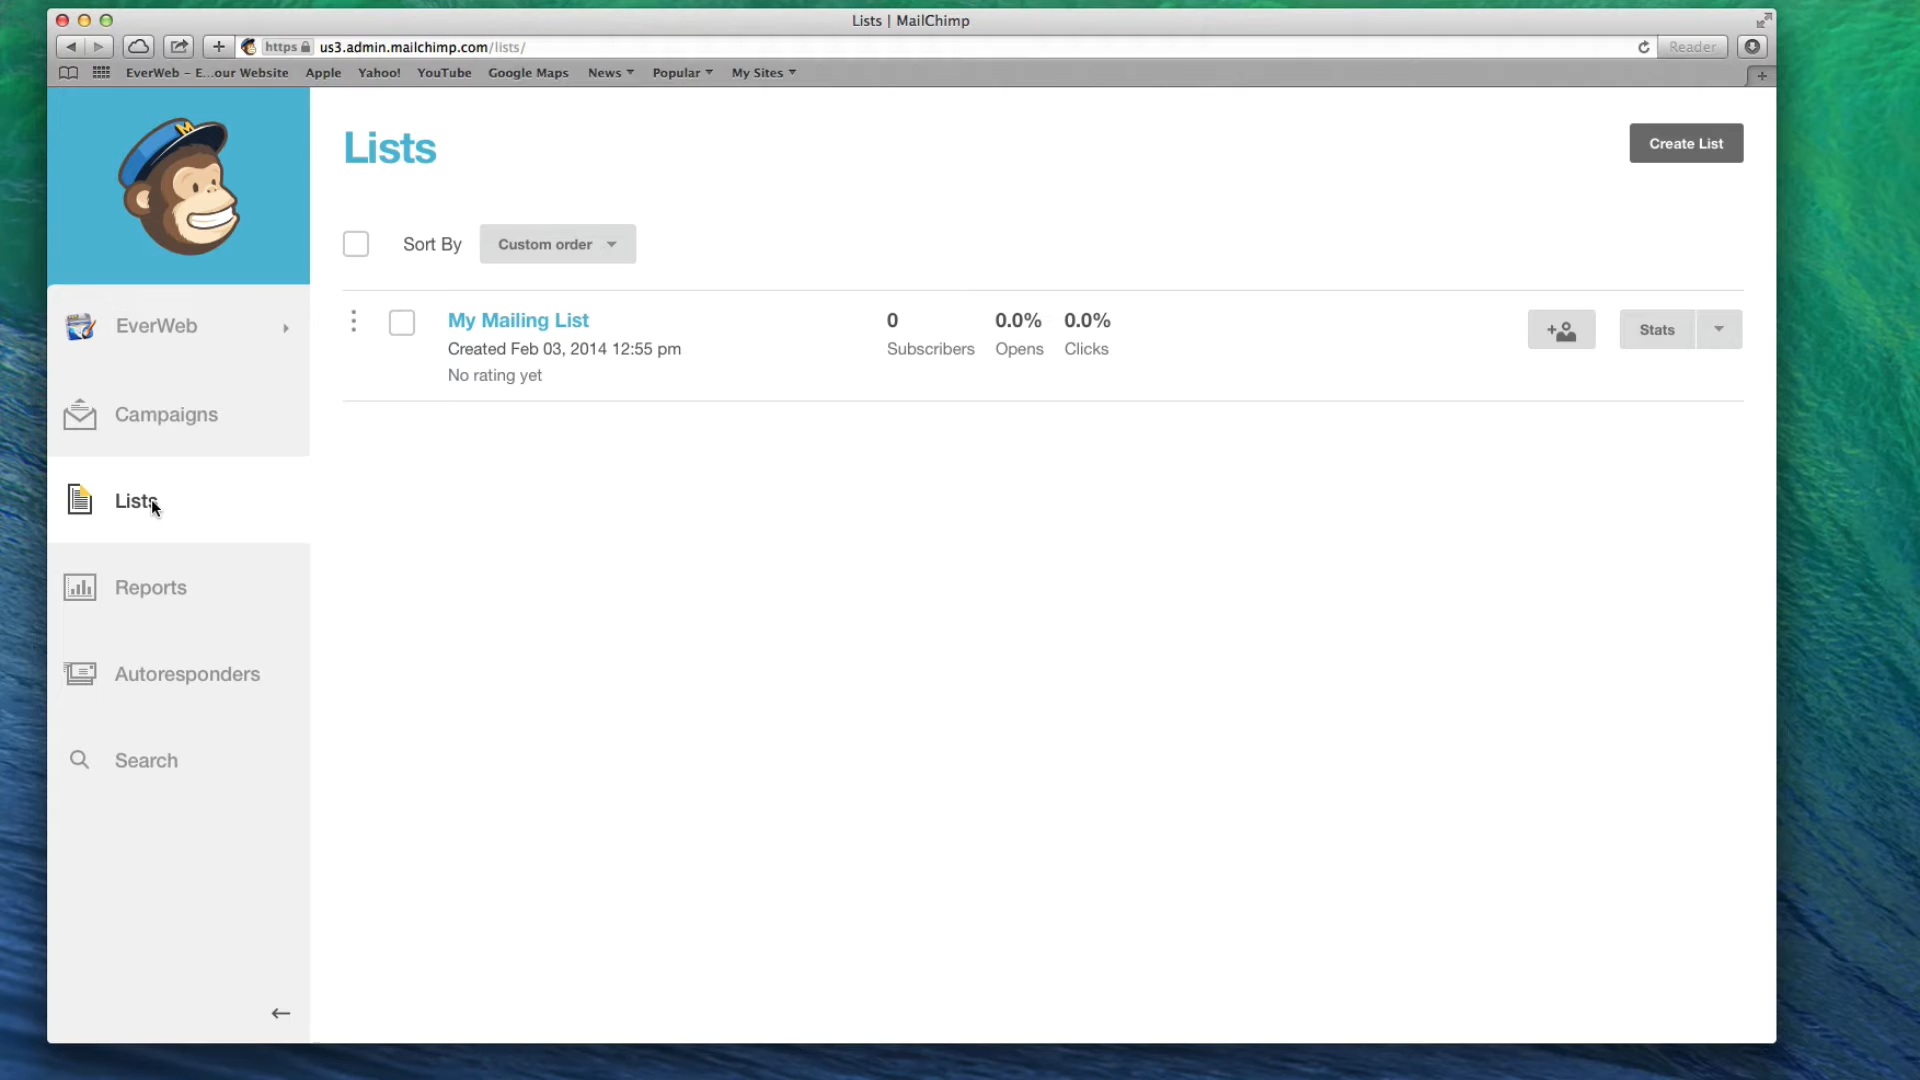 Lists | MailChimp
https us3.admin.mailchimp.com/lists/ Reader
EverWeb – E...our Website Apple Yahoo! YouTube Google Maps News Popular My Sites
M
Lists
Create List
Sort By Custom order
My Mailing List
Created Feb 03, 2014 12:55 pm
No rating yet
0 0.0% 0.0%
Subscribers Opens Clicks
Stats
EverWeb
Campaigns
Lists
Reports
Autoresponders
Search